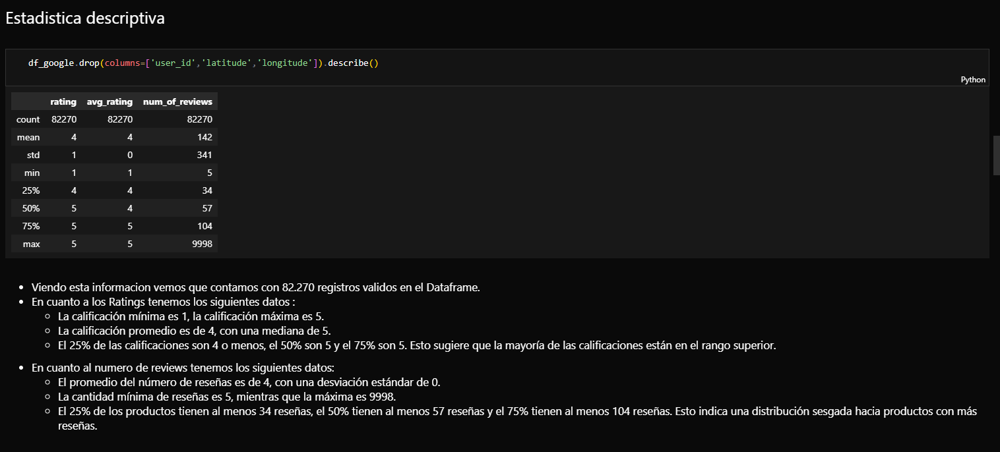 Estadistica descriptiva
df_google.drop(columns=['user_id','latitude','longitude']).describe()
Python
rating avg_rating num_of_reviews
count 82270 82270 82270
mean 4 4 142
std 1 0 341
min 1 1 5
25% 4 4 34
50% 5 4 57
75% 5 5 104
max 5 5 9998
• Viendo esta informacion vemos que contamos con 82.270 registros validos en el Dataframe.
• En cuanto a los Ratings tenemos los siguientes datos :
○ La calificación mínima es 1, la calificación máxima es 5.
○ La calificación promedio es de 4, con una mediana de 5.
○ El 25% de las calificaciones son 4 o menos, el 50% son 5 y el 75% son 5. Esto sugiere que la mayoría de las calificaciones están en el rango superior.
• En cuanto al numero de reviews tenemos los siguientes datos:
○ El promedio del número de reseñas es de 4, con una desviación estándar de 0.
○ La cantidad mínima de reseñas es 5, mientras que la máxima es 9998.
○ El 25% de los productos tienen al menos 34 reseñas, el 50% tienen al menos 57 reseñas y el 75% tienen al menos 104 reseñas. Esto indica una distribución sesgada hacia productos con más
reseñas.